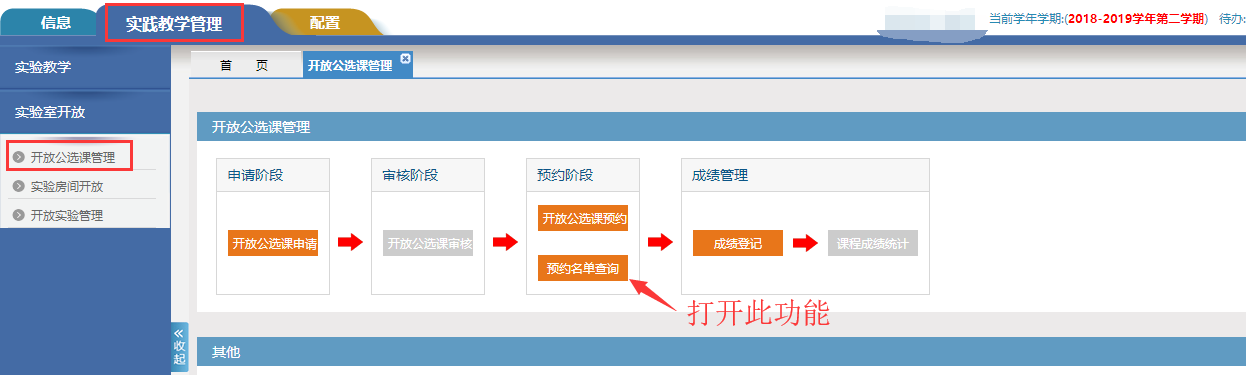 信息
实践教学管理
配置
当前学年学期:(2018-2019学年第二学期) 待办:
实验教学
实验室开放
开放公选课管理
实验房间开放
开放实验管理
首 页
开放公选课管理
开放公选课管理
申请阶段
开放公选课申请
审核阶段
开放公选课审核
预约阶段
开放公选课预约
预约名单查询
成绩管理
成绩登记
课程成绩统计
打开此功能
收起
其他